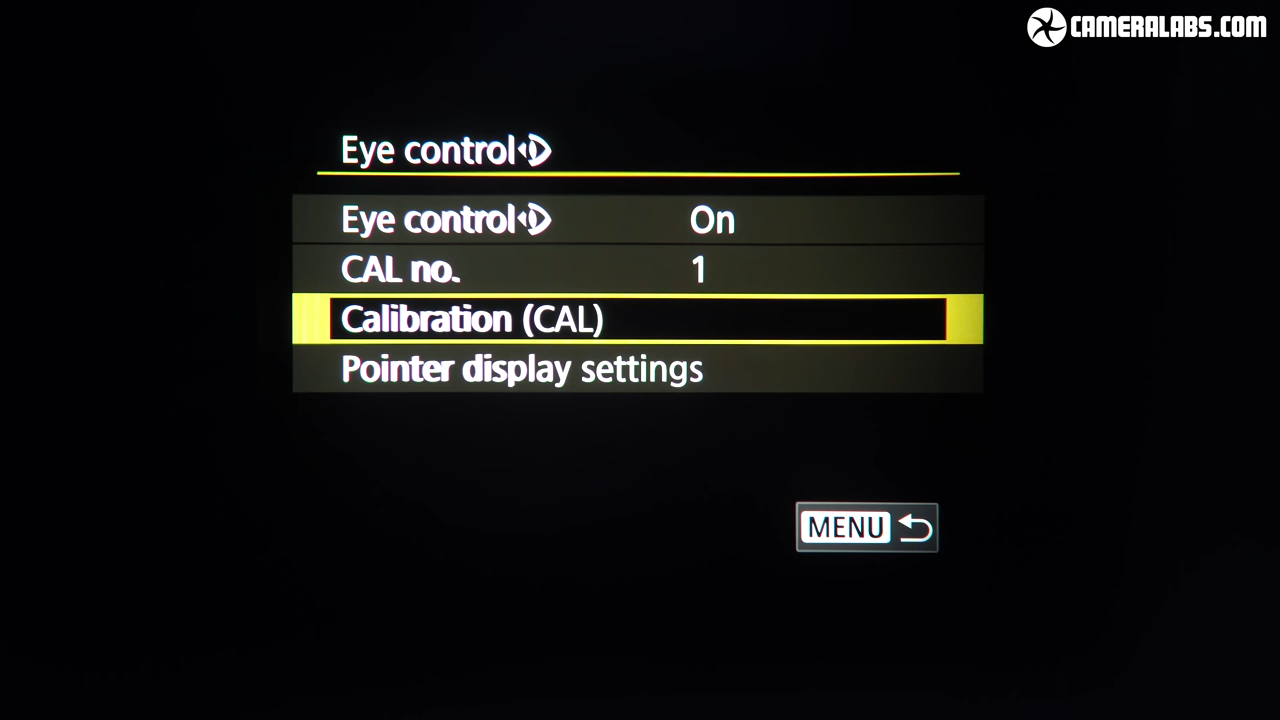 CAMERALABS.COM
Eye control
Eye control On
CAL no. 1
Calibration (CAL)
Pointer display settings
MENU